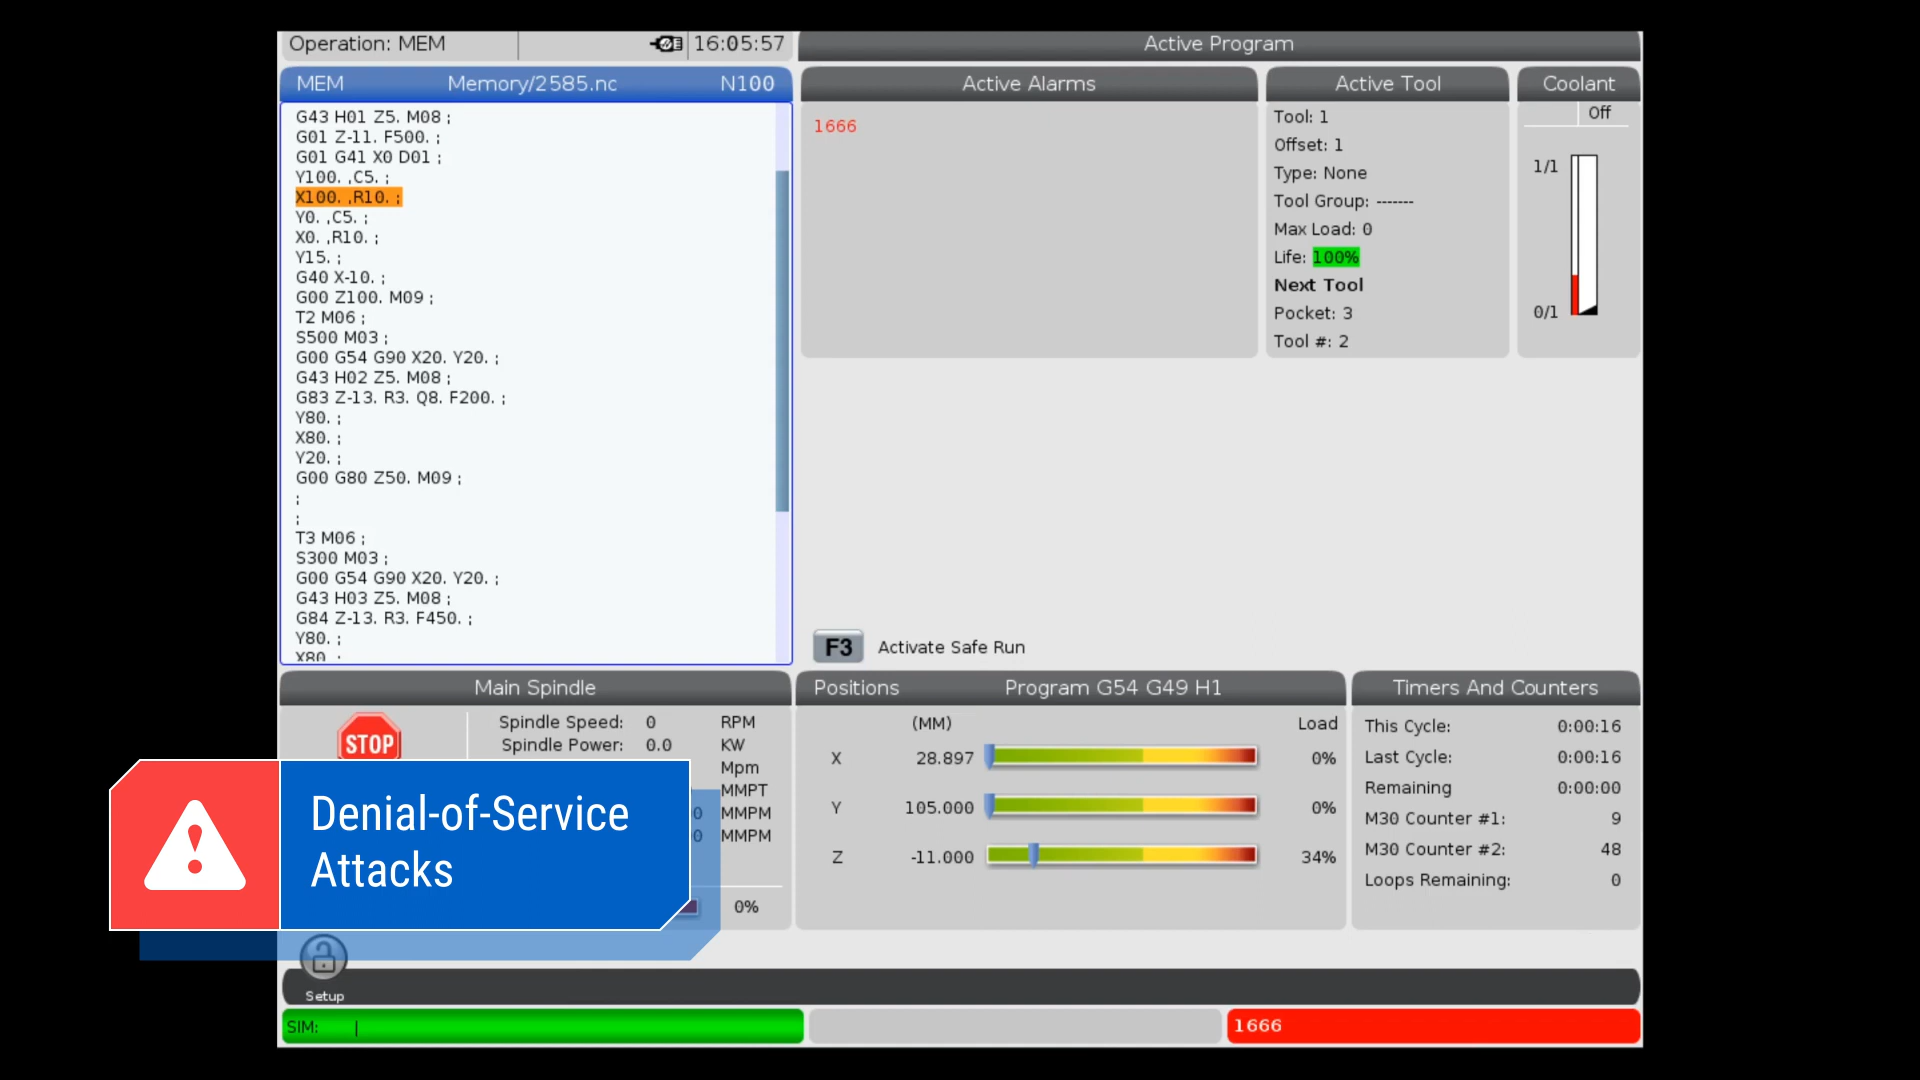 Operation: MEM
16:05:57
Active Program
MEM Memory/2585.nc N100
G43 H01 Z5. M08 ;
G01 Z-11. F500. ;
G01 G41 X0 D01 ;
Y100. ,C5. ;
X100. ,R10. ;
Y0. ,C5. ;
X0. ,R10. ;
Y15. ;
G40 X-10. ;
G00 Z100. M09 ;
T2 M06 ;
S500 M03 ;
G00 G54 G90 X20. Y20. ;
G43 H02 Z5. M08 ;
G83 Z-13. R3. Q8. F200. ;
Y80. ;
X80. ;
Y20. ;
G00 G80 Z50. M09 ;
;
;
T3 M06 ;
S300 M03 ;
G00 G54 G90 X20. Y20. ;
G43 H03 Z5. M08 ;
G84 Z-13. R3. F450. ;
Y80. ;
X80. ;
Active Alarms
1666
Active Tool
Tool: 1
Offset: 1
Type: None
Tool Group: -------
Max Load: 0
Life: 100%
Next Tool
Pocket: 3
Tool #: 2
Coolant
Off
1/1
0/1
F3 Activate Safe Run
Main Spindle
STOP
Spindle Speed: 0 RPM
Spindle Power: 0.0 KW
Mpm
MMPT
0 MMPM
0 MMPM
0%
Denial-of-Service
Attacks
Positions Program G54 G49 H1
(MM) Load
X 28.897 0%
Y 105.000 0%
Z -11.000 34%
Timers And Counters
This Cycle: 0:00:16
Last Cycle: 0:00:16
Remaining 0:00:00
M30 Counter #1: 9
M30 Counter #2: 48
Loops Remaining: 0
Setup
SIM:
1666